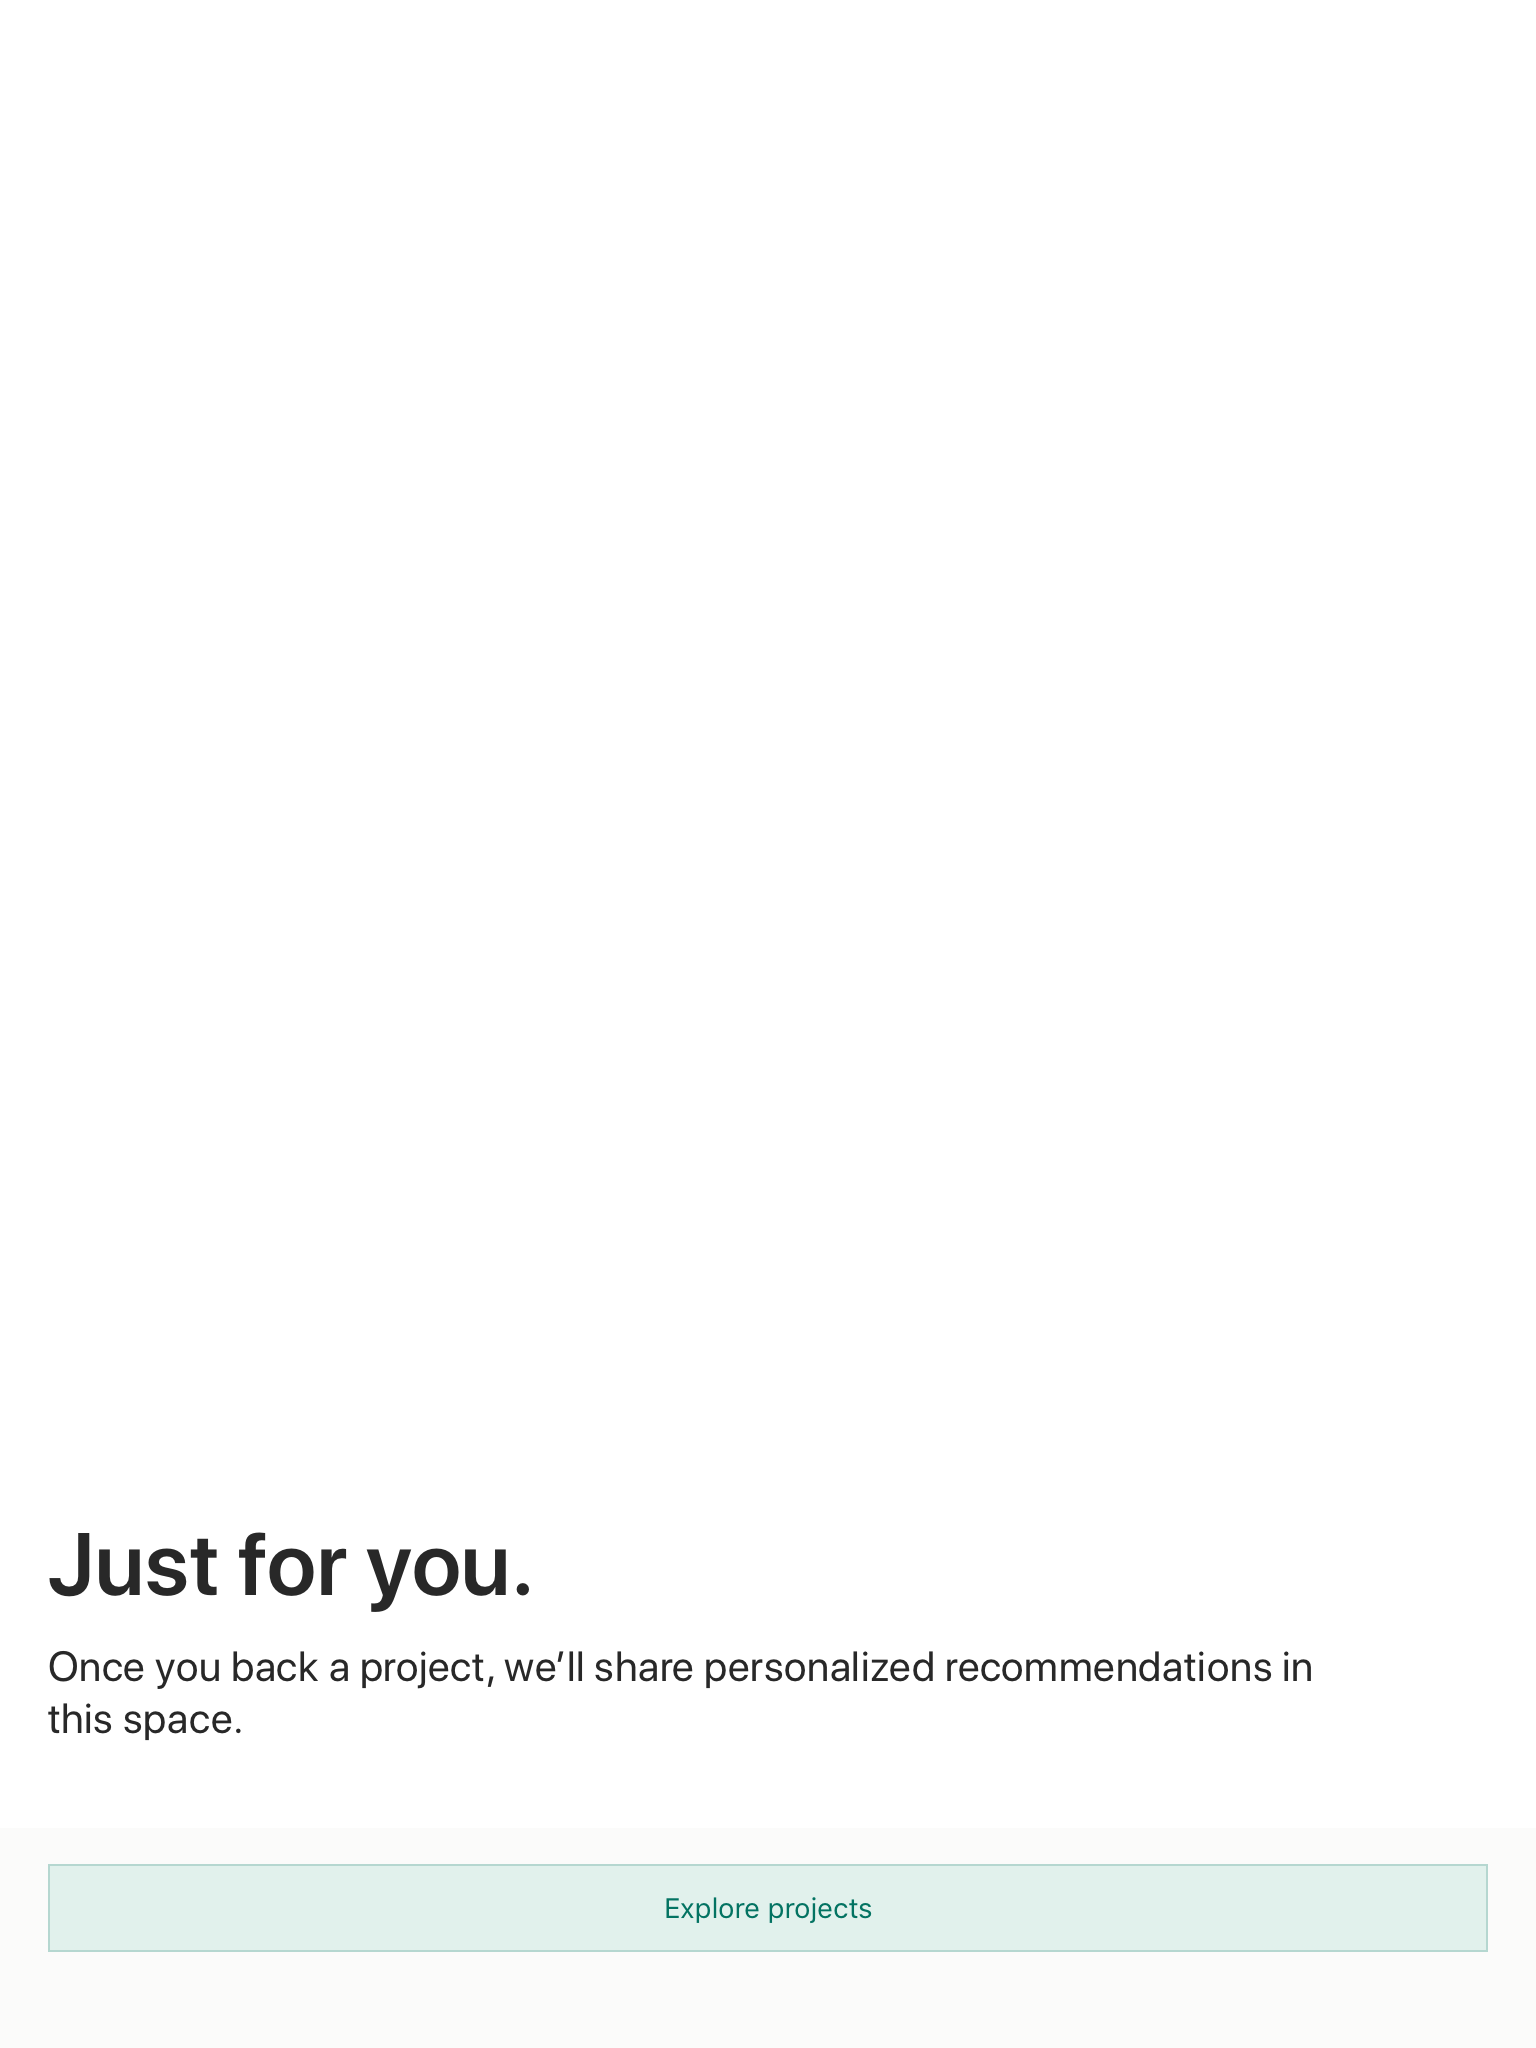 Just for you.
Once you back a project, we’ll share personalized recommendations in
this space.
Explore projects